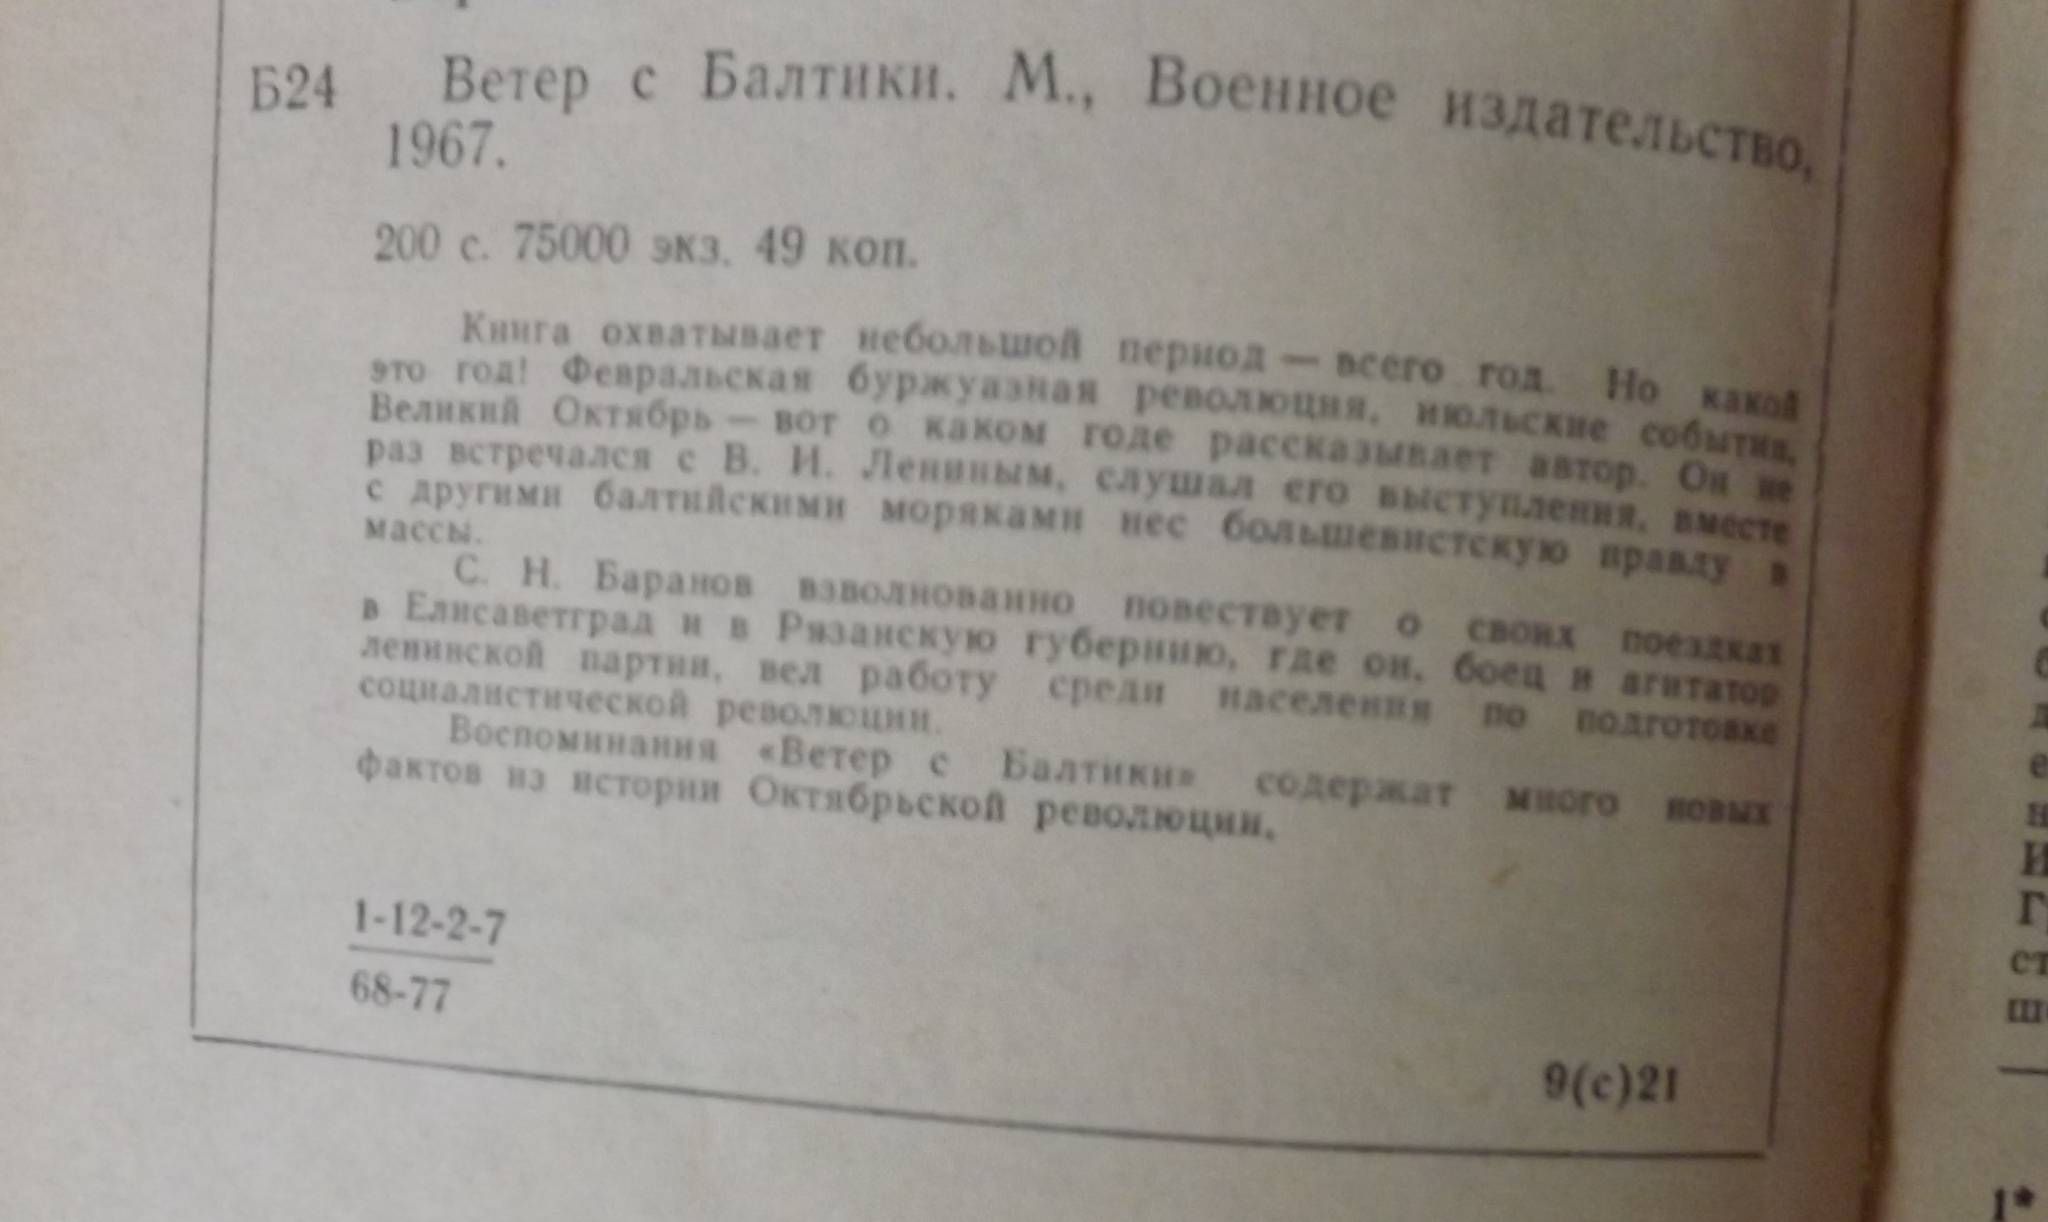 Б24 Ветер с Балтики. М., Военное издательство,
1967.
200 с. 75000 экз. 49 коп.
Книга охватывает небольшой период — всего год. Но какой
это год! Февральская буржуазная революция, июльские события,
Великий Октябрь — вот о каком годе рассказывает автор. Он не
раз встречался с В. И. Лениным, слушал его выступления, вместе
с другими балтийскими моряками нес большевистскую правду в
массы.
С. Н. Баранов взволнованно повествует о своих поездках
в Елисаветград и в Рязанскую губернию, где он, боец и агитатор
ленинской партии, вел работу среди населения по подготовке
социалистической революции.
Воспоминания «Ветер с Балтики» содержат много новых
фактов из истории Октябрьской революции.
1-12-2-7
68-77
9(с)21
1*